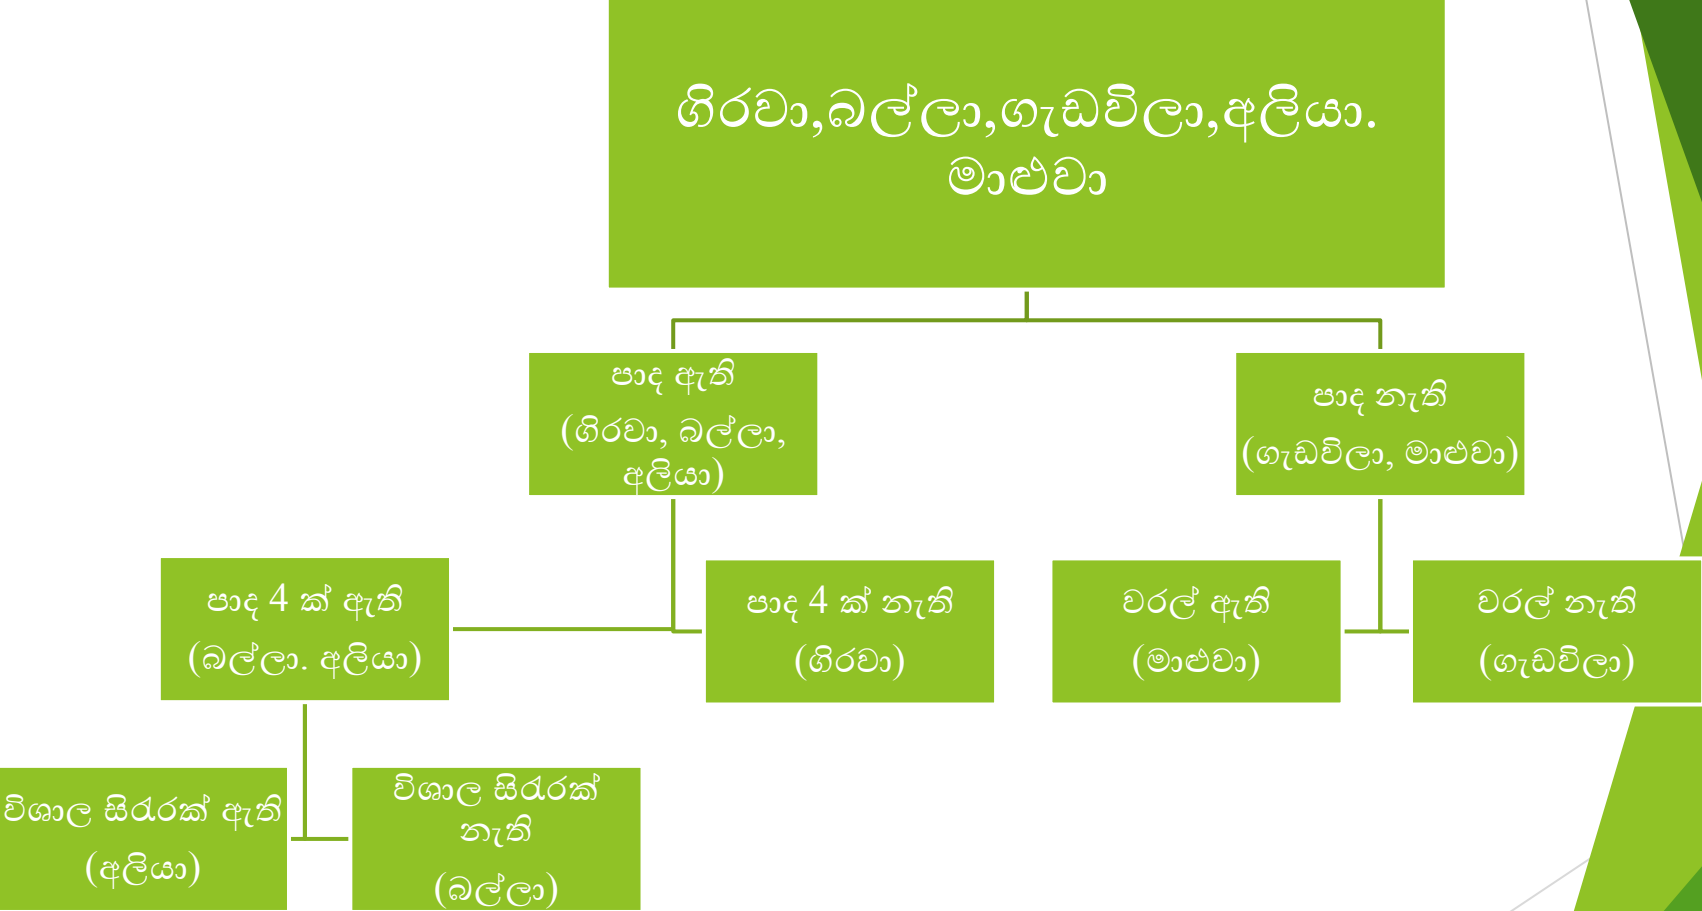 ගිරවා,බල්ලා,ගැඩවිලා,අලියා.
මාළුවා
පාද ඇති
(ගිරවා, බල්ලා,
අලියා)
පාද නැති
(ගැඩවිලා, මාළුවා)
පාද 4 ක් ඇති
(බල්ලා. අලියා)
පාද 4 ක් නැති
(ගිරවා)
වරල් ඇති
(මාළුවා)
වරල් නැති
(ගැඩවිලා)
විශාල සිරැරක් ඇති
(අලියා)
විශාල සිරැරක්
නැති
(බල්ලා)